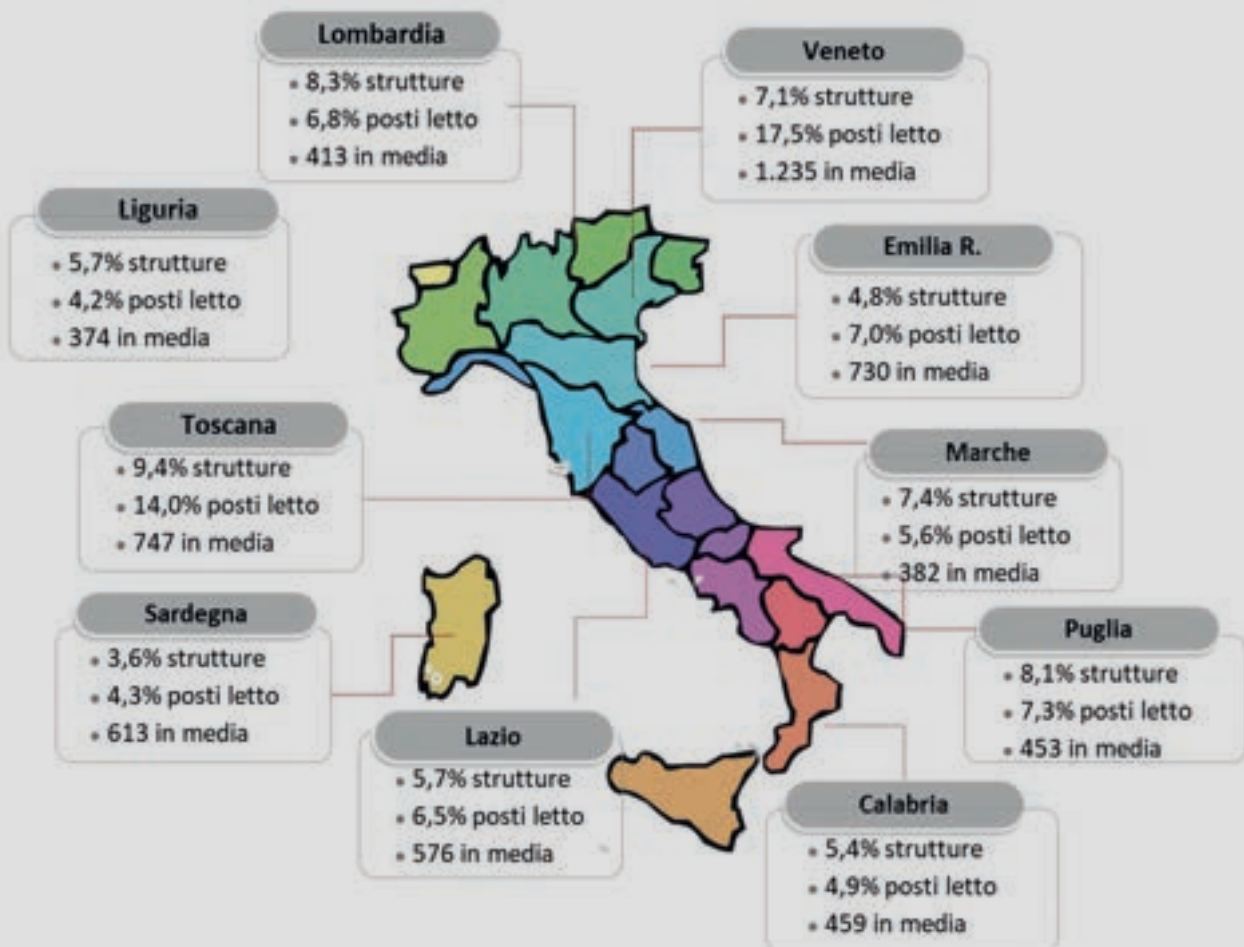 Lombardia
• 8,3% strutture
• 6,8% posti letto
• 413 in media
Veneto
• 7,1% strutture
• 17,5% posti letto
• 1.235 in media
Liguria
• 5,7% strutture
• 4,2% posti letto
• 374 in media
Emilia R.
• 4,8% strutture
• 7,0% posti letto
• 730 in media
Toscana
• 9,4% strutture
• 14,0% posti letto
• 747 in media
Marche
• 7,4% strutture
• 5,6% posti letto
• 382 in media
Sardegna
• 3,6% strutture
• 4,3% posti letto
• 613 in media
Puglia
• 8,1% strutture
• 7,3% posti letto
• 453 in media
Lazio
• 5,7% strutture
• 6,5% posti letto
• 576 in media
Calabria
• 5,4% strutture
• 4,9% posti letto
• 459 in media